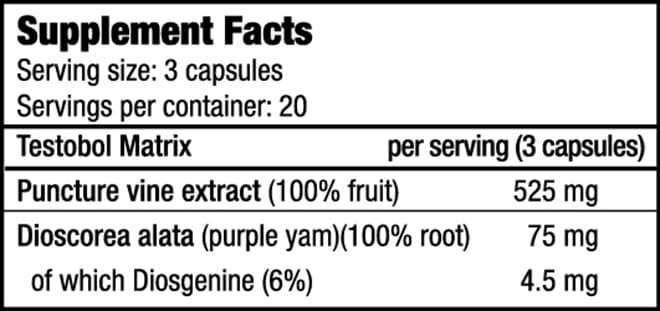 Supplement Facts
Serving size: 3 capsules
Servings per container: 20
Testobol Matrix per serving (3 capsules)
Puncture vine extract (100% fruit) 525 mg
Dioscorea alata (purple yam)(100% root) 75 mg
of which Diosgenine (6%) 4.5 mg